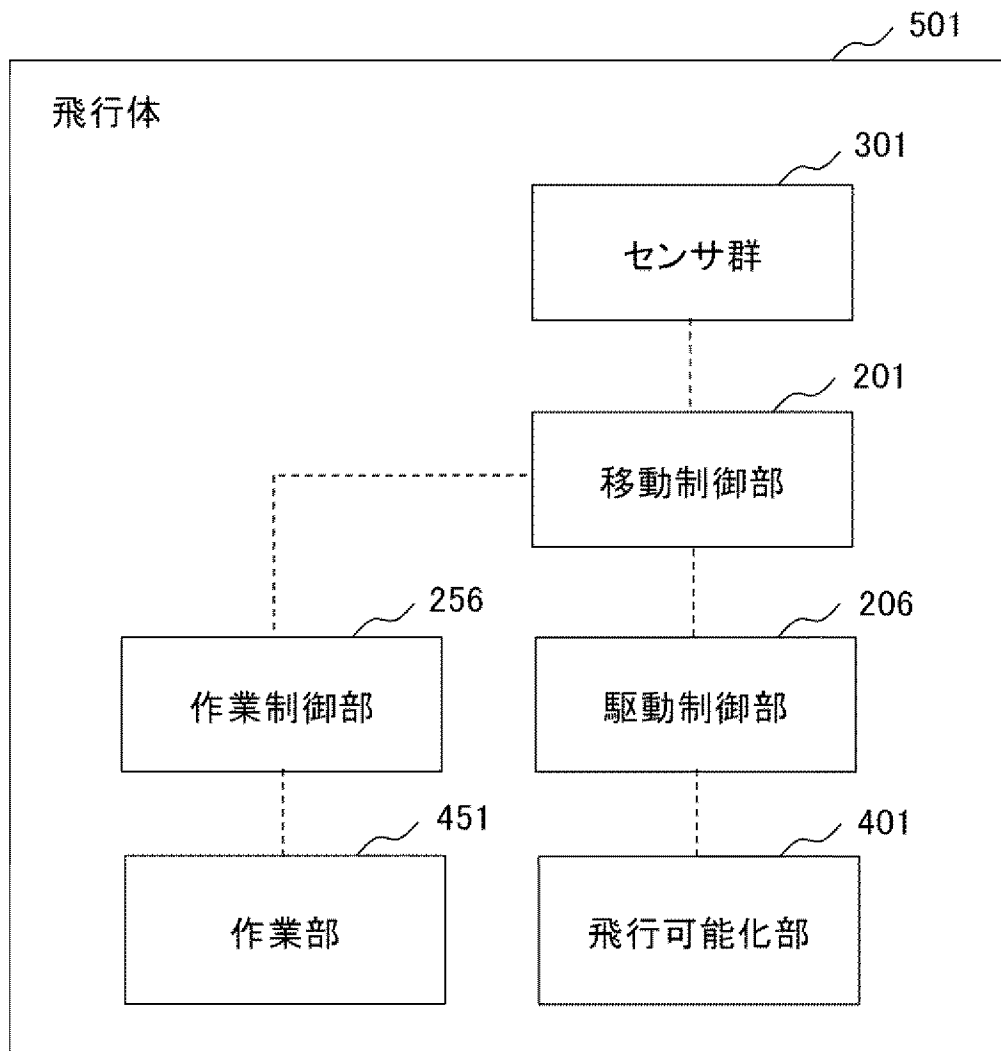 501
飛行体
301
センサ群
201
移動制御部
256
206
作業制御部
駆動制御部
451
401
作業部
飛行可能化部